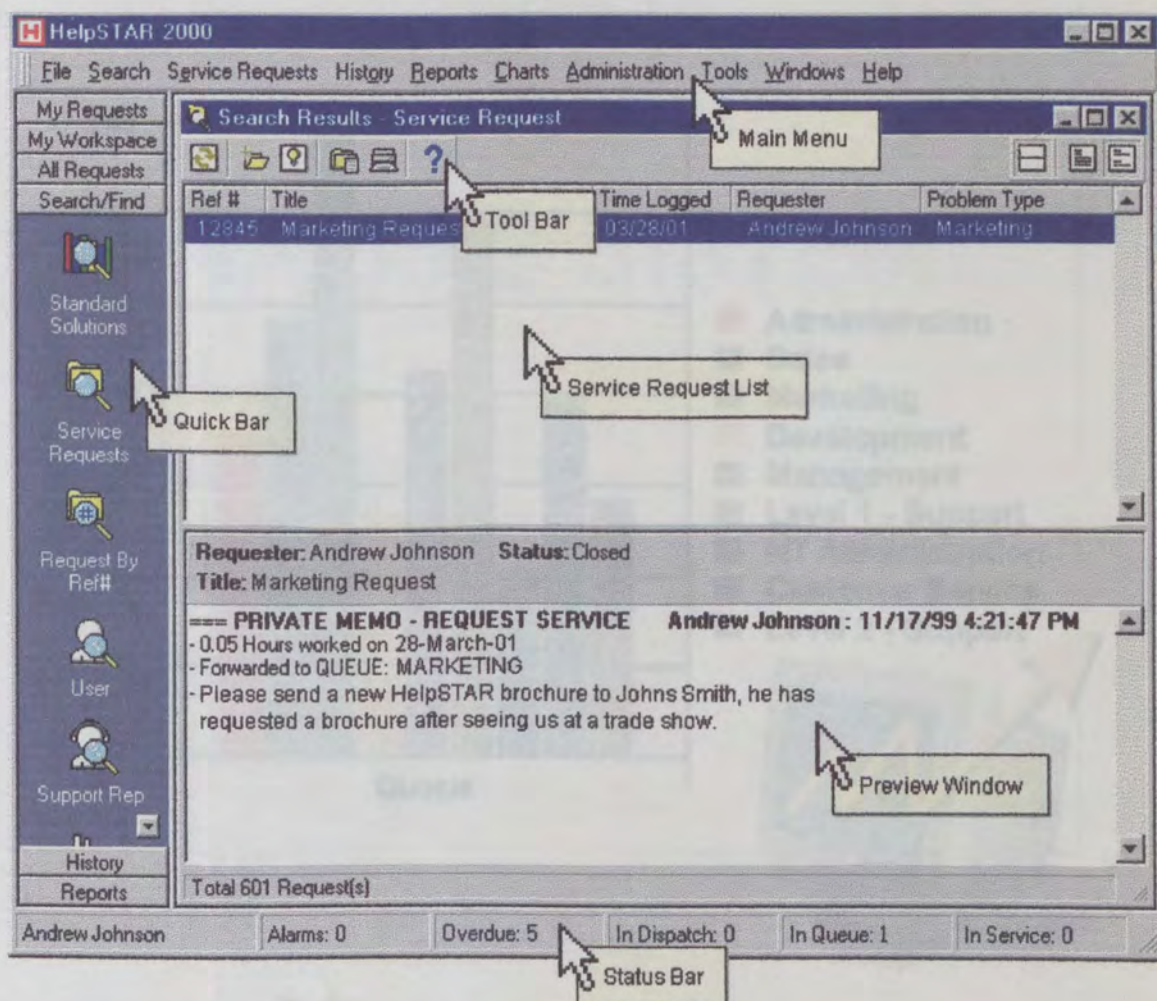 HelpSTAR 2000
File Search Service Requests History Reports Charts Administration Tools Windows Help
My Requests
My Workspace
All Requests
Search/Find
Standard
Solutions
Service
Requests
Request By
Ref#
User
Support Rep
History
Reports
Quick Bar
Search Results - Service Request
Main Menu
Tool Bar
Ref # Title Time Logged Requester Problem Type
12845 Marketing Reques 03/28/01 Andrew Johnson Marketing
Service Request List
Requester: Andrew Johnson Status: Closed
Title: Marketing Request
=== PRIVATE MEMO - REQUEST SERVICE Andrew Johnson : 11/17/99 4:21:47 PM
- 0.05 Hours worked on 28-March-01
- Forwarded to QUEUE: MARKETING
- Please send a new HelpSTAR brochure to Johns Smith, he has
requested a brochure after seeing us at a trade show.
Preview Window
Total 601 Request(s)
Andrew Johnson Alarms: 0 Overdue: 5 In Dispatch: 0 In Queue: 1 In Service: 0
Status Bar